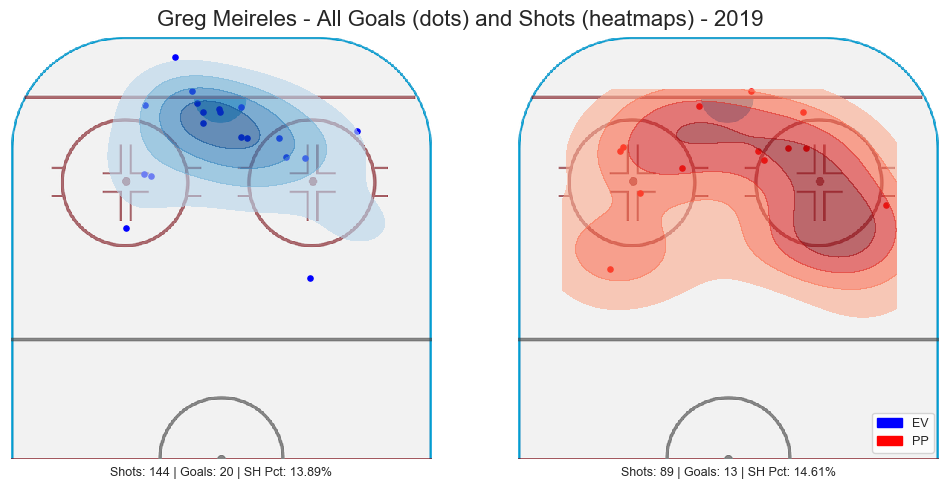 Greg Meireles - All Goals (dots) and Shots (heatmaps) - 2019
EV
PP
Shots: 144 | Goals: 20 | SH Pct: 13.89%
Shots: 89 | Goals: 13 | SH Pct: 14.61%